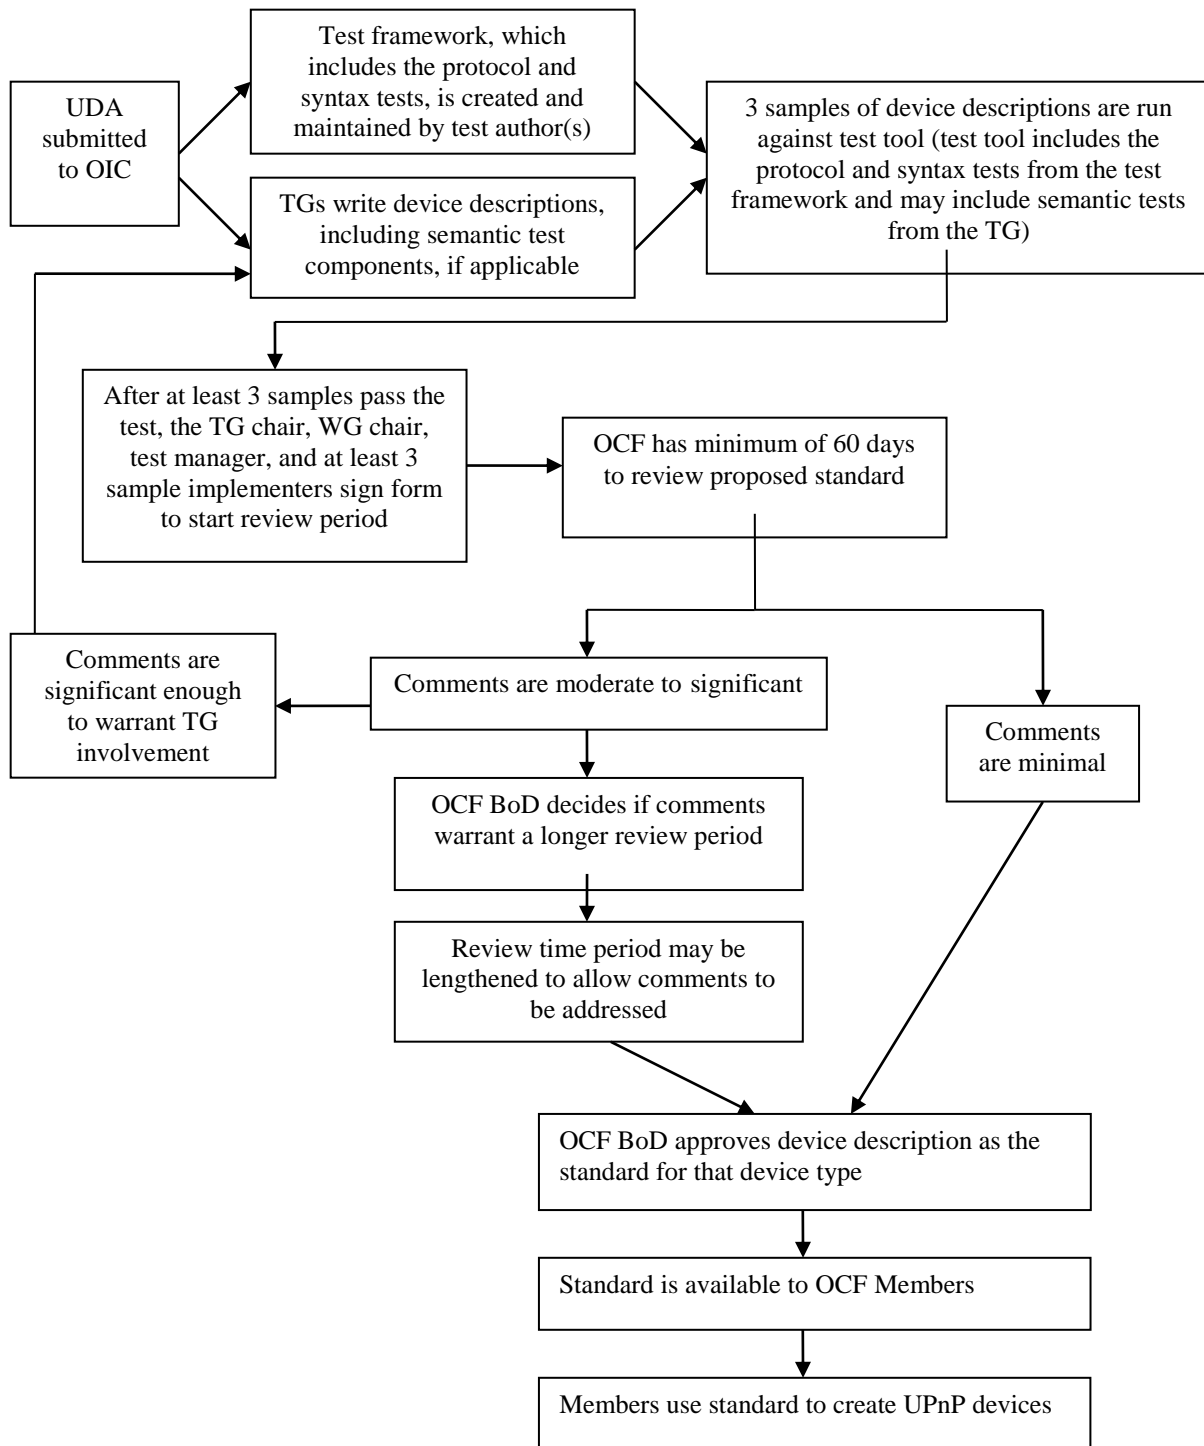 Test framework, which
includes the protocol and
syntax tests, is created and
maintained by test author(s)
UDA
submitted
to OIC
3 samples of device descriptions are run
against test tool (test tool includes the
protocol and syntax tests from the test
framework and may include semantic tests
from the TG)
TGs write device descriptions,
including semantic test
components, if applicable
After at least 3 samples pass the
test, the TG chair, WG chair,
test manager, and at least 3
sample implementers sign form
to start review period
OCF has minimum of 60 days
to review proposed standard
Comments are
significant enough
to warrant TG
involvement
Comments are moderate to significant
Comments
are minimal
OCF BoD decides if comments
warrant a longer review period
Review time period may be
lengthened to allow comments to
be addressed
OCF BoD approves device description as the
standard for that device type
Standard is available to OCF Members
Members use standard to create UPnP devices